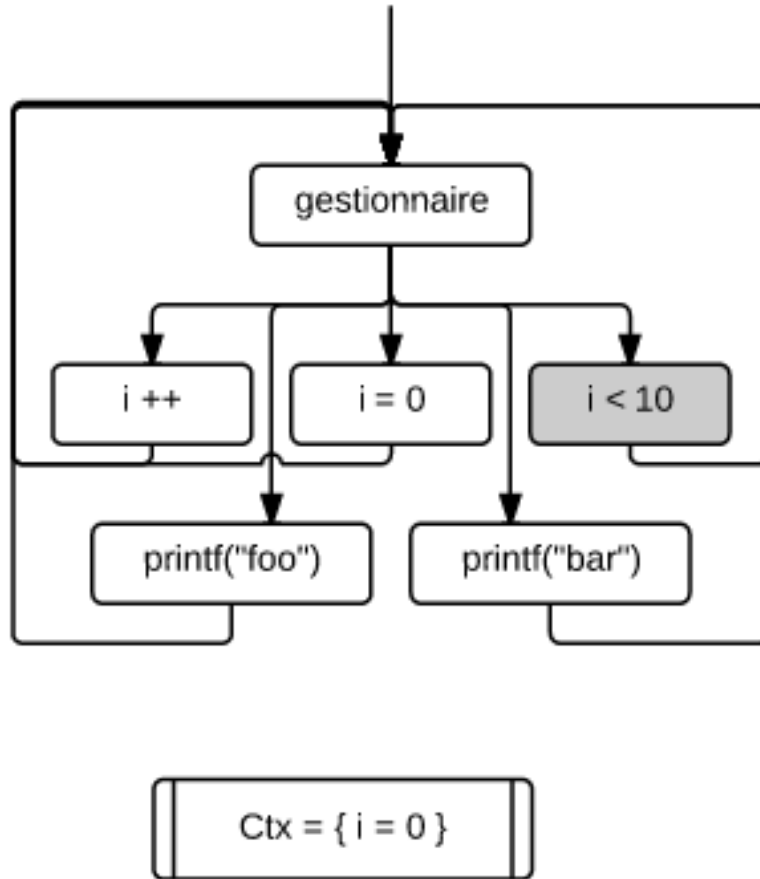 gestionnaire
i ++
i = 0
i < 10
printf("foo")
printf("bar")
Ctx = { i = 0 }